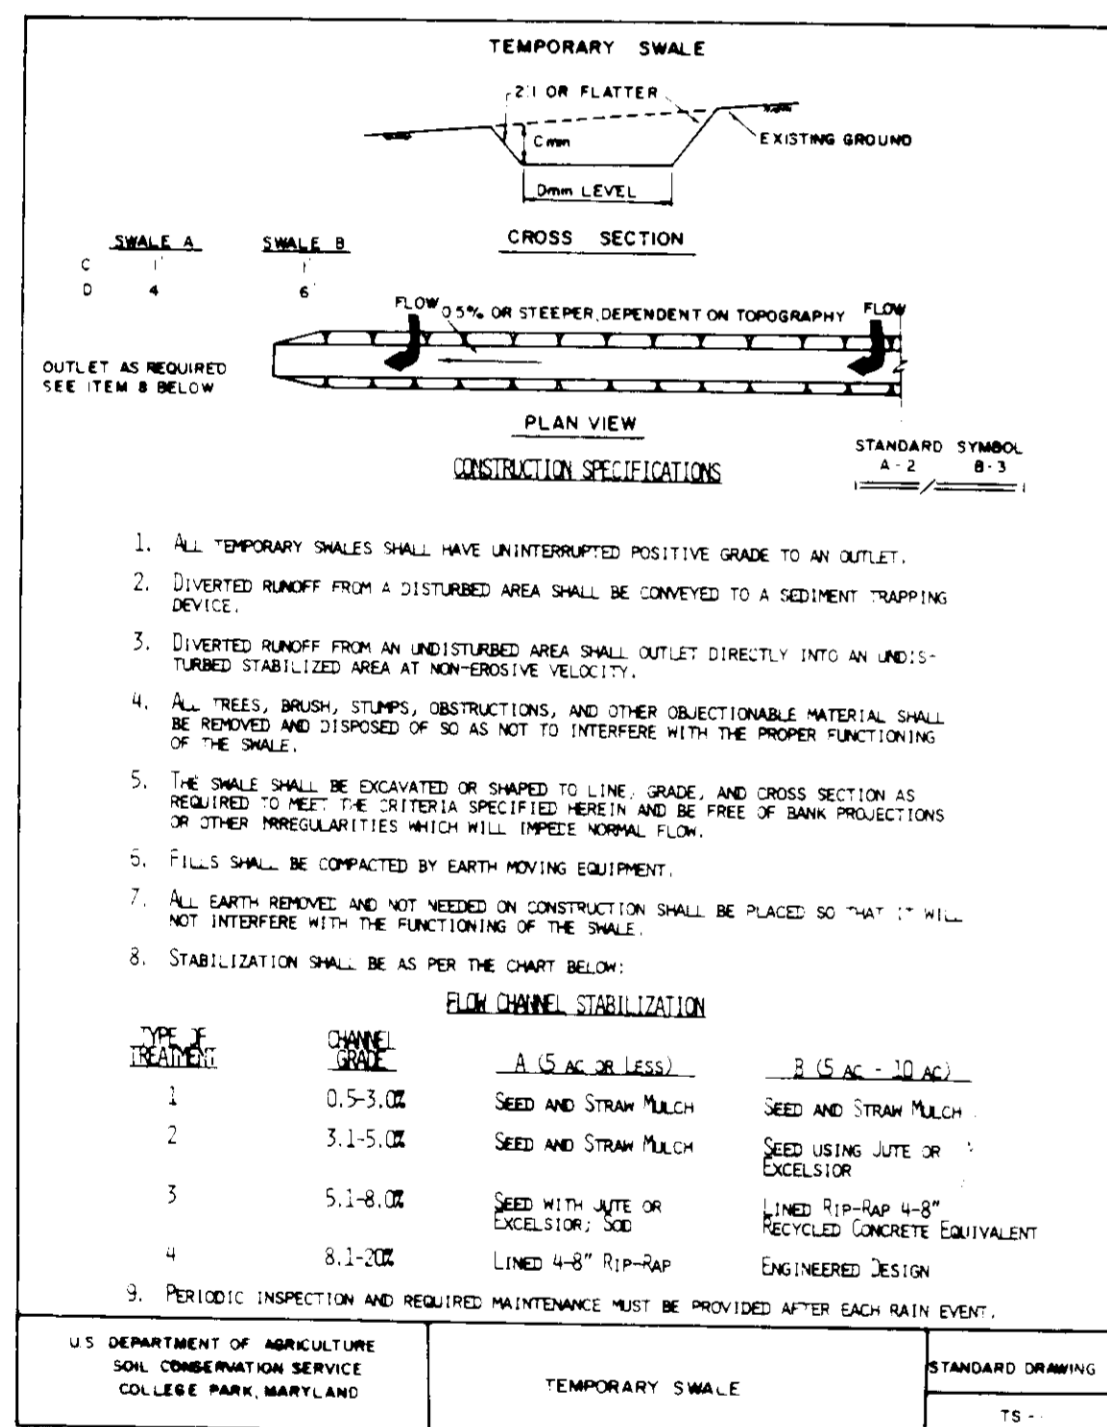 TEMPORARY SWALE
2:1 OR FLATTER
C min
EXISTING GROUND
Dmin LEVEL
CROSS SECTION
SWALE A SWALE B
C 1' 1'
D 4 6'
FLOW 0.5% OR STEEPER, DEPENDENT ON TOPOGRAPHY FLOW
OUTLET AS REQUIRED
SEE ITEM 8 BELOW
PLAN VIEW
STANDARD SYMBOL
A-2 B-3
CONSTRUCTION SPECIFICATIONS
1. ALL TEMPORARY SWALES SHALL HAVE UNINTERRUPTED POSITIVE GRADE TO AN OUTLET.
2. DIVERTED RUNOFF FROM A DISTURBED AREA SHALL BE CONVEYED TO A SEDIMENT TRAPPING
DEVICE.
3. DIVERTED RUNOFF FROM AN UNDISTURBED AREA SHALL OUTLET DIRECTLY INTO AN UNDIS-
TURBED STABILIZED AREA AT NON-EROSIVE VELOCITY.
4. ALL TREES, BRUSH, STUMPS, OBSTRUCTIONS, AND OTHER OBJECTIONABLE MATERIAL SHALL
BE REMOVED AND DISPOSED OF SO AS NOT TO INTERFERE WITH THE PROPER FUNCTIONING
OF THE SWALE.
5. THE SWALE SHALL BE EXCAVATED OR SHAPED TO LINE, GRADE, AND CROSS SECTION AS
REQUIRED TO MEET THE CRITERIA SPECIFIED HEREIN AND BE FREE OF BANK PROJECTIONS
OR OTHER IRREGULARITIES WHICH WILL IMPEDE NORMAL FLOW.
6. FILLS SHALL BE COMPACTED BY EARTH MOVING EQUIPMENT.
7. ALL EARTH REMOVED AND NOT NEEDED ON CONSTRUCTION SHALL BE PLACED SO THAT IT WILL
NOT INTERFERE WITH THE FUNCTIONING OF THE SWALE.
8. STABILIZATION SHALL BE AS PER THE CHART BELOW:
FLOW CHANNEL STABILIZATION
TYPE OF TREATMENT CHANNEL GRADE A (5 AC OR LESS) B (5 AC - 10 AC)
1 0.5-3.0% SEED AND STRAW MULCH SEED AND STRAW MULCH
2 3.1-5.0% SEED AND STRAW MULCH SEED USING JUTE OR
EXCELSIOR
3 5.1-8.0% SEED WITH JUTE OR LINED RIP-RAP 4-8"
EXCELSIOR; SOD RECYCLED CONCRETE EQUIVALENT
4 8.1-20% LINED 4-8" RIP-RAP ENGINEERED DESIGN
9. PERIODIC INSPECTION AND REQUIRED MAINTENANCE MUST BE PROVIDED AFTER EACH RAIN EVENT.
U.S DEPARTMENT OF AGRICULTURE
SOIL CONSERVATION SERVICE
COLLEGE PARK, MARYLAND
TEMPORARY SWALE
STANDARD DRAWING
TS -